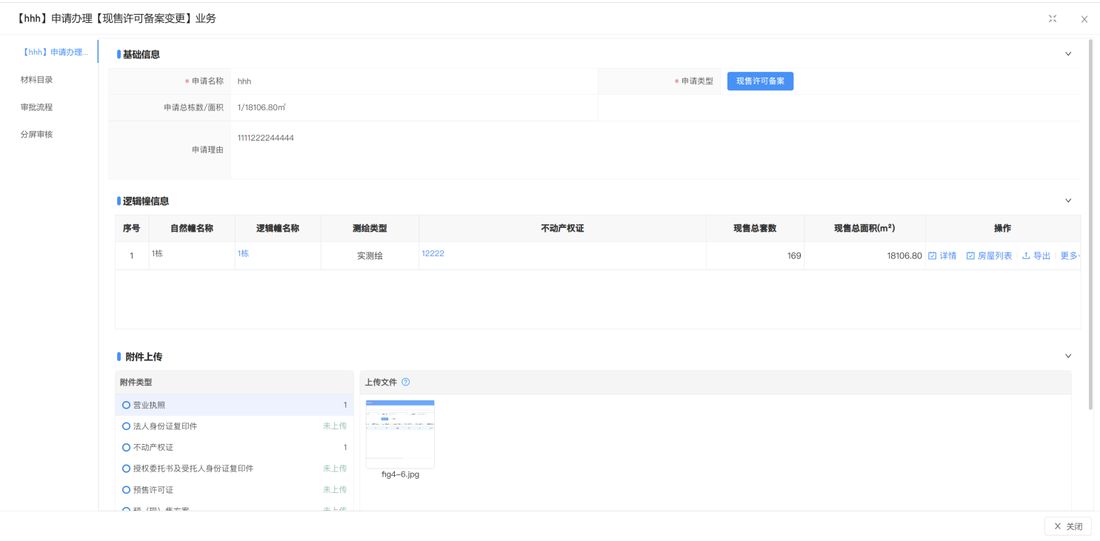 【hhh】申请办理【现售许可备案变更】业务
【hhh】申请办理...
材料目录
审批流程
分屏审核
基础信息
* 申请名称 hhh * 申请类型 现售许可备案
申请总栋数/面积 1/18106.80㎡
申请理由 1111222244444
逻辑幢信息
序号 自然幢名称 逻辑幢名称 测绘类型 不动产权证 现售总套数 现售总面积(m²) 操作
1 1栋 1栋 实测绘 12222 169 18106.80 详情 房屋列表 导出 更多
附件上传
附件类型 上传文件
营业执照 1
法人身份证复印件 未上传
不动产权证 1
授权委托书及受托人身份证复印件 未上传
预售许可证 未上传
fig4-6.jpg
关闭